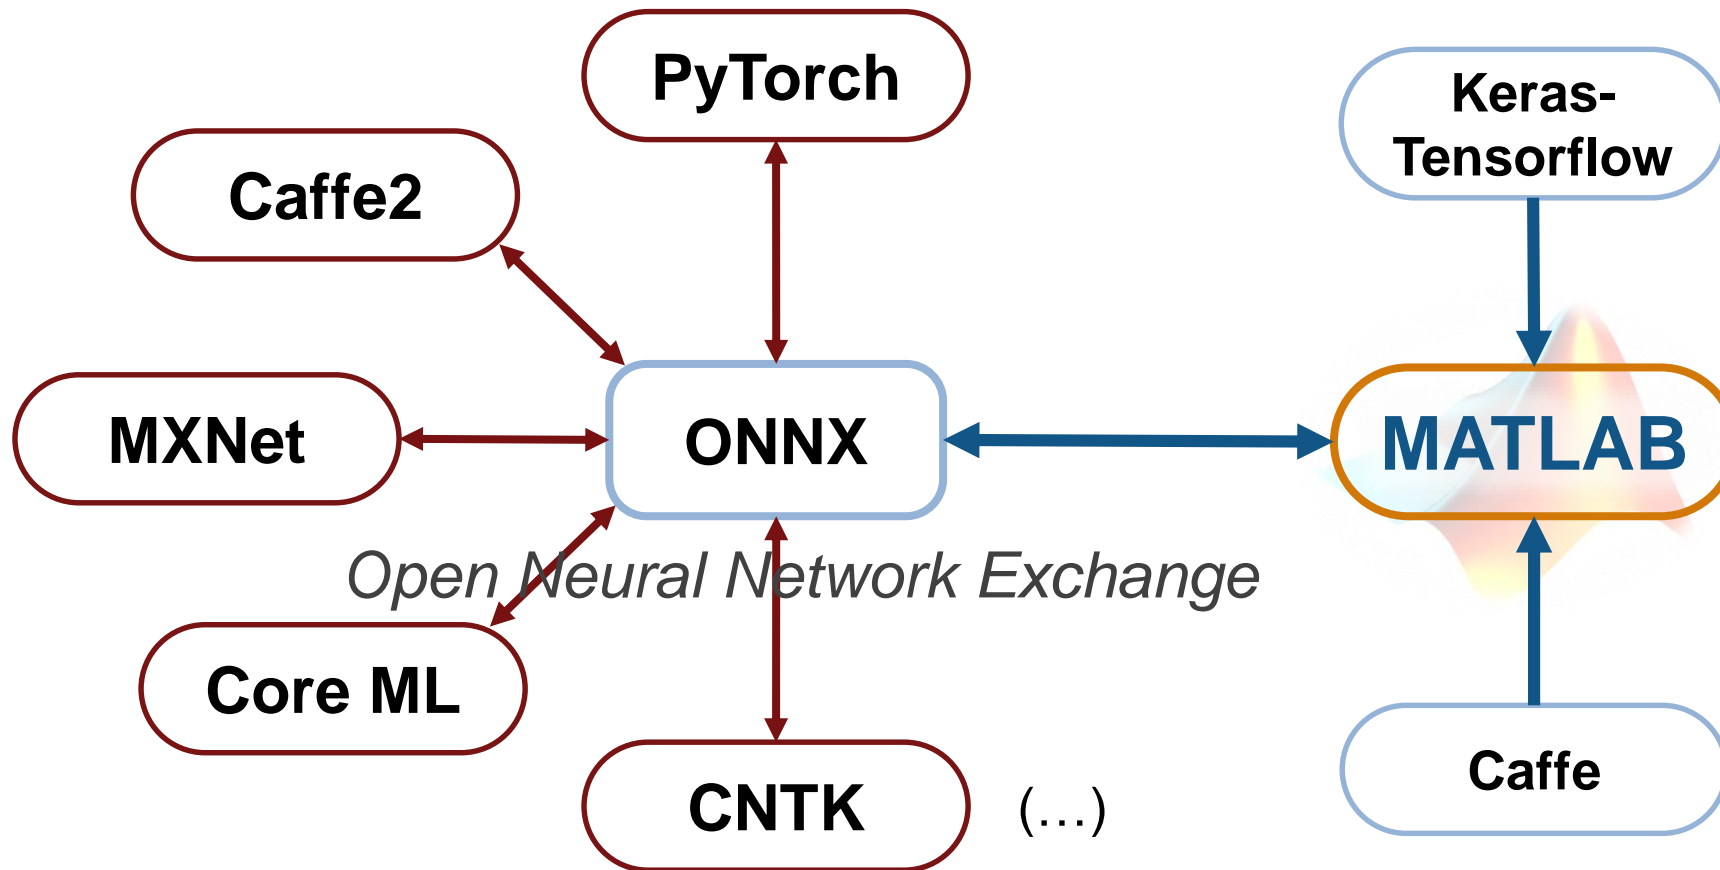 PyTorch
Keras-
Tensorflow
Caffe2
MXNet
ONNX
MATLAB
Open Neural Network Exchange
Core ML
CNTK
(...)
Caffe